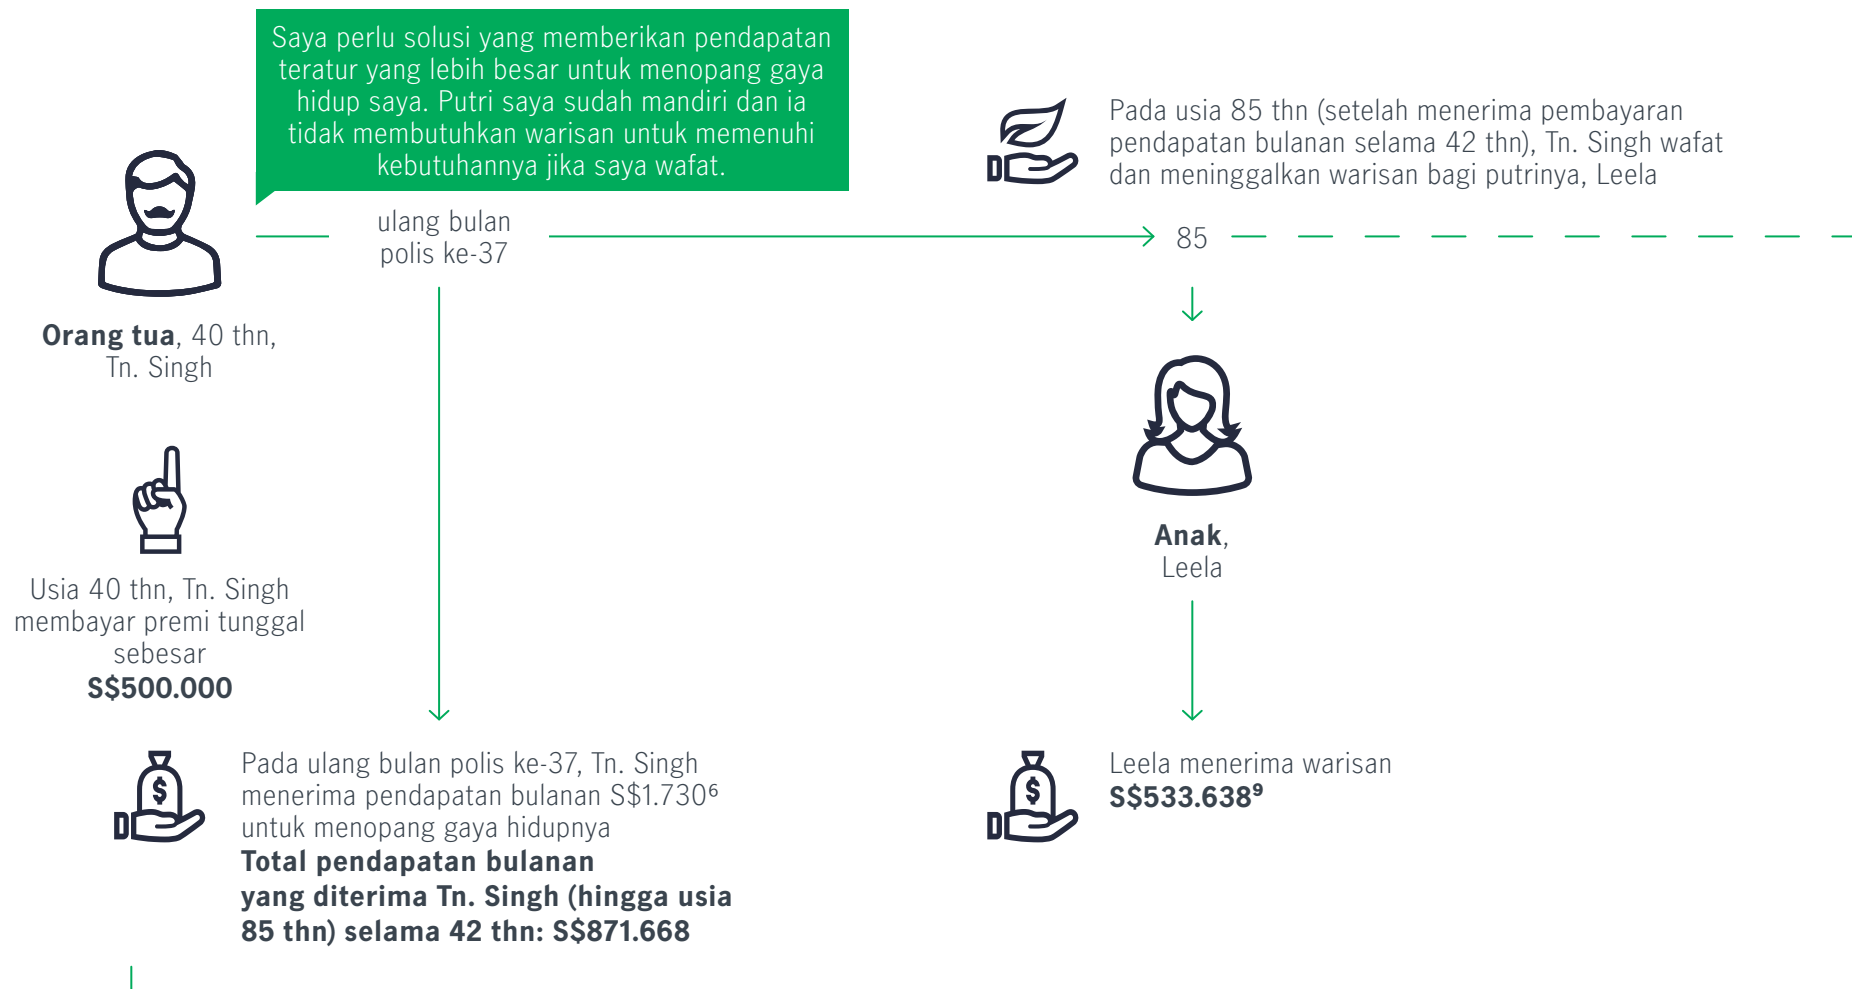 Saya perlu solusi yang memberikan pendapatan
teratur yang lebih besar untuk menopang gaya
hidup saya. Putri saya sudah mandiri dan ia
tidak membutuhkan warisan untuk memenuhi
kebutuhannya jika saya wafat.
Orang tua, 40 thn,
Tn. Singh
Usia 40 thn, Tn. Singh
membayar premi tunggal
sebesar
S$500.000
ulang bulan
polis ke-37
Pada ulang bulan polis ke-37, Tn. Singh
menerima pendapatan bulanan S$1.730⁶
untuk menopang gaya hidupnya
Total pendapatan bulanan
yang diterima Tn. Singh (hingga usia
85 thn) selama 42 thn: S$871.668
Pada usia 85 thn (setelah menerima pembayaran
pendapatan bulanan selama 42 thn), Tn. Singh wafat
dan meninggalkan warisan bagi putrinya, Leela
85
Anak,
Leela
Leela menerima warisan
S$533.638⁹